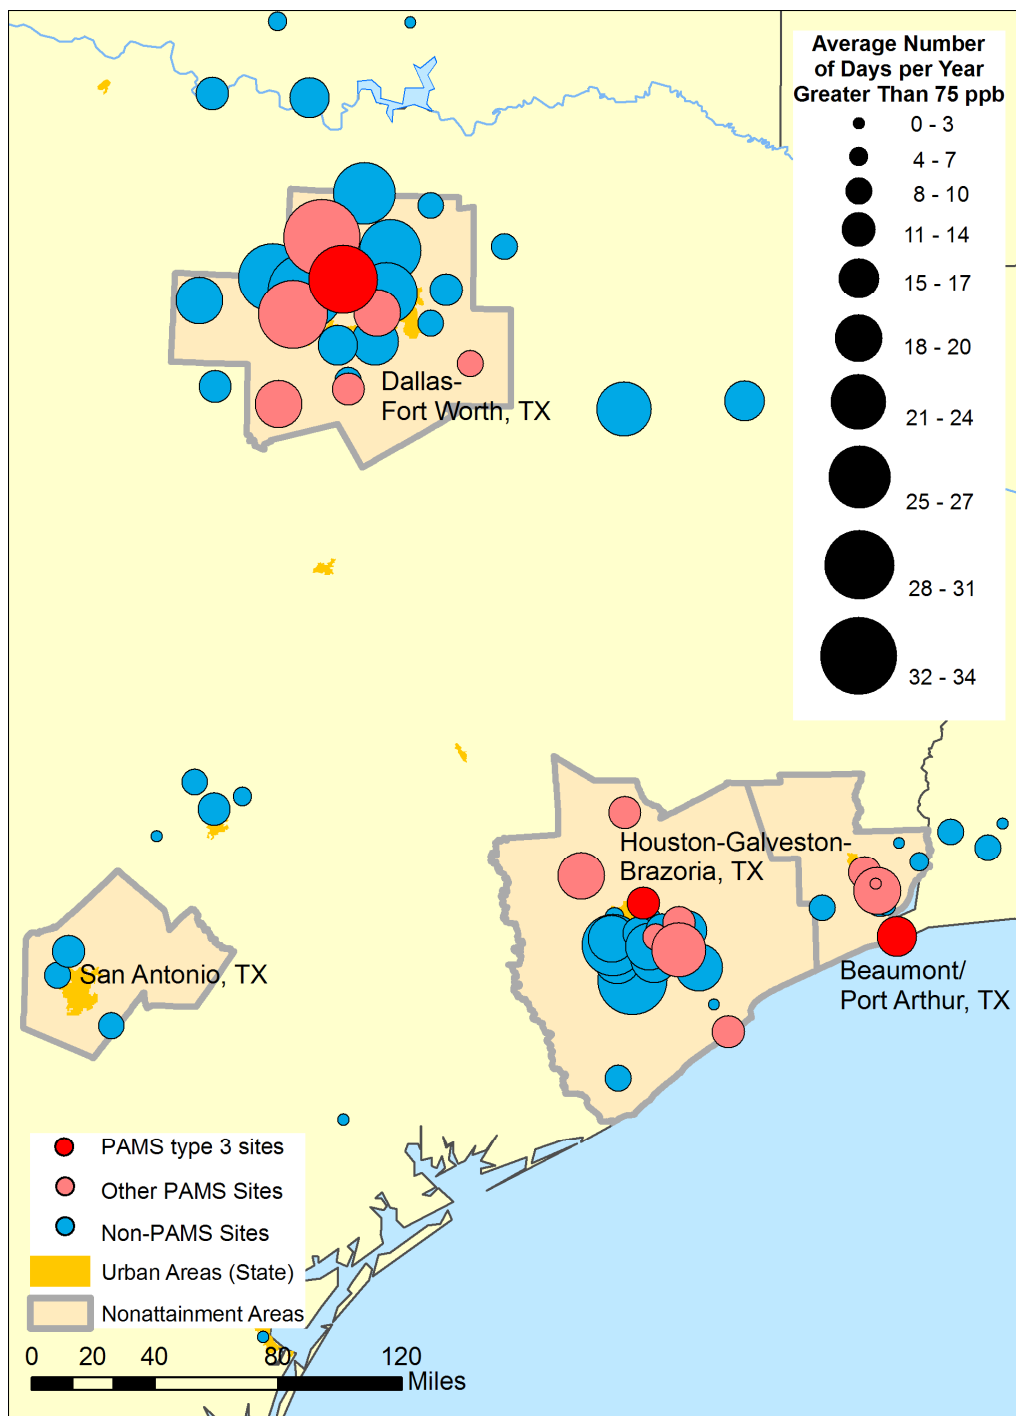 Average Number
of Days per Year
Greater Than 75 ppb
0 - 3
4 - 7
8 - 10
11 - 14
15 - 17
18 - 20
21 - 24
25 - 27
28 - 31
32 - 34
Dallas-
Fort Worth, TX
Houston-Galveston-
Brazoria, TX
San Antonio, TX
Beaumont/
Port Arthur, TX
PAMS type 3 sites
Other PAMS Sites
Non-PAMS Sites
Urban Areas (State)
Nonattainment Areas
0 20 40 80 120
Miles